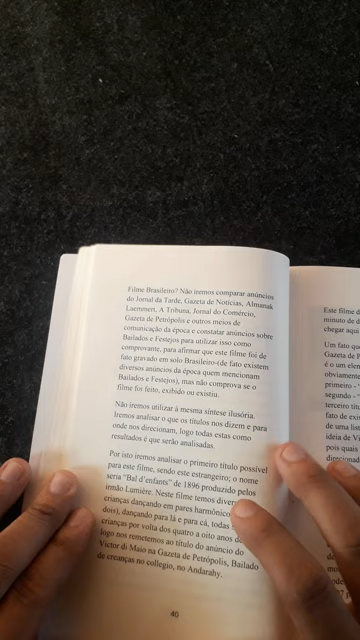 Filme Brasileiro? Não iremos comparar anúncios
do Jornal da Tarde, Gazeta de Notícias, Almanak
Laemmert, A Tribuna, Jornal do Comércio,
Gazeta de Petrópolis e outros meios de
comunicação da época e constatar anúncios sobre
Bailados e Festejos para utilizar isso como
comprovante, para afirmar que este filme foi de
fato gravado em solo Brasileiro (de fato existem
diversos anúncios da época quem mencionam
Bailados e Festejos), mas não comprova se o
filme foi feito, exibido ou existiu.
Não iremos utilizar à mesma síntese ilusória.
Iremos analisar o que os títulos nos dizem e para
onde nos direcionam, logo todas estas como
resultados é que serão analisadas.
Por isto iremos analisar o primeiro título possível
para este filme, sendo este estrangeiro; o nome
seria "Bal d'enfants" de 1896 produzido pelos
irmão Lumière. Neste filme temos
crianças dançando em pares
dois), dançando para lá e para cá, todas
crianças por volta dos quatro a oito anos
logo nos remetemos ao título do anúncio do
Victor di Maio na Gazeta de Petrópolis, Bailado
de creanças no collegio, no Andarahy.
40
Este filme
minuto de
chegar aqui
Um fato
Gazeta de
é o um
obviamente
primeiro -
segundo -
terceiro
fato de
de uma
ideia de
pois quais